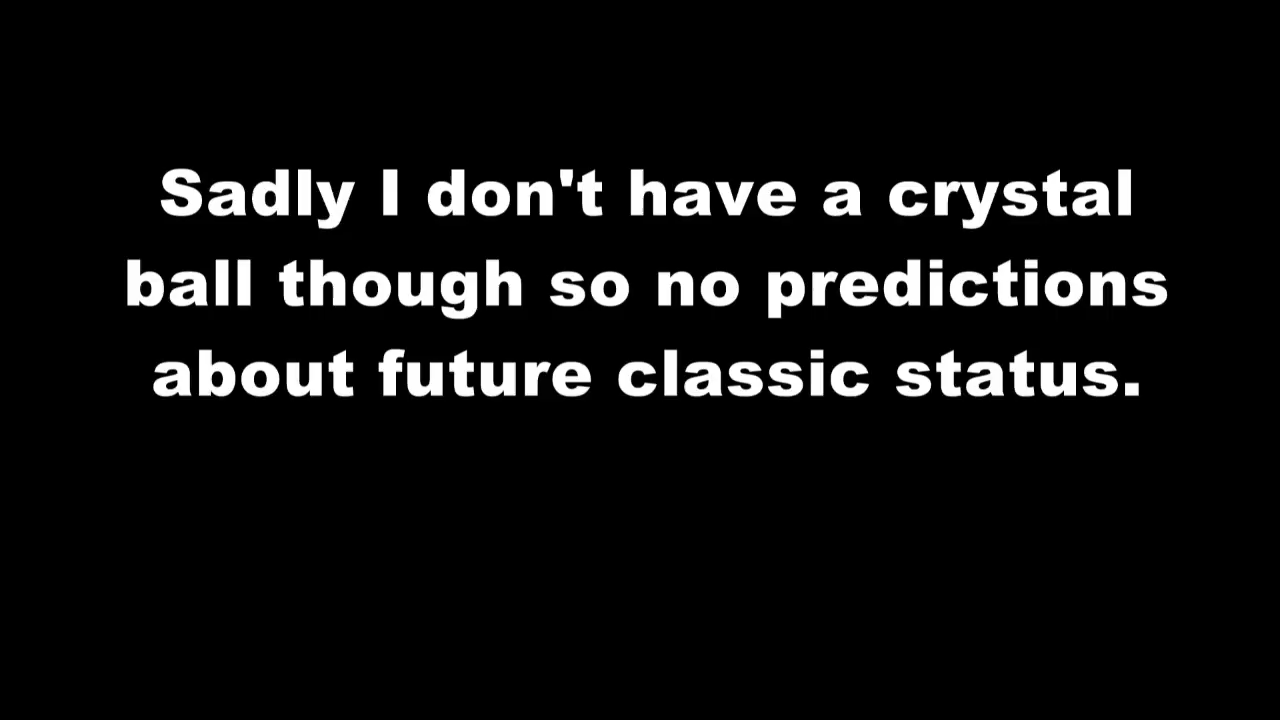 Sadly I don't have a crystal
ball though so no predictions
about future classic status.